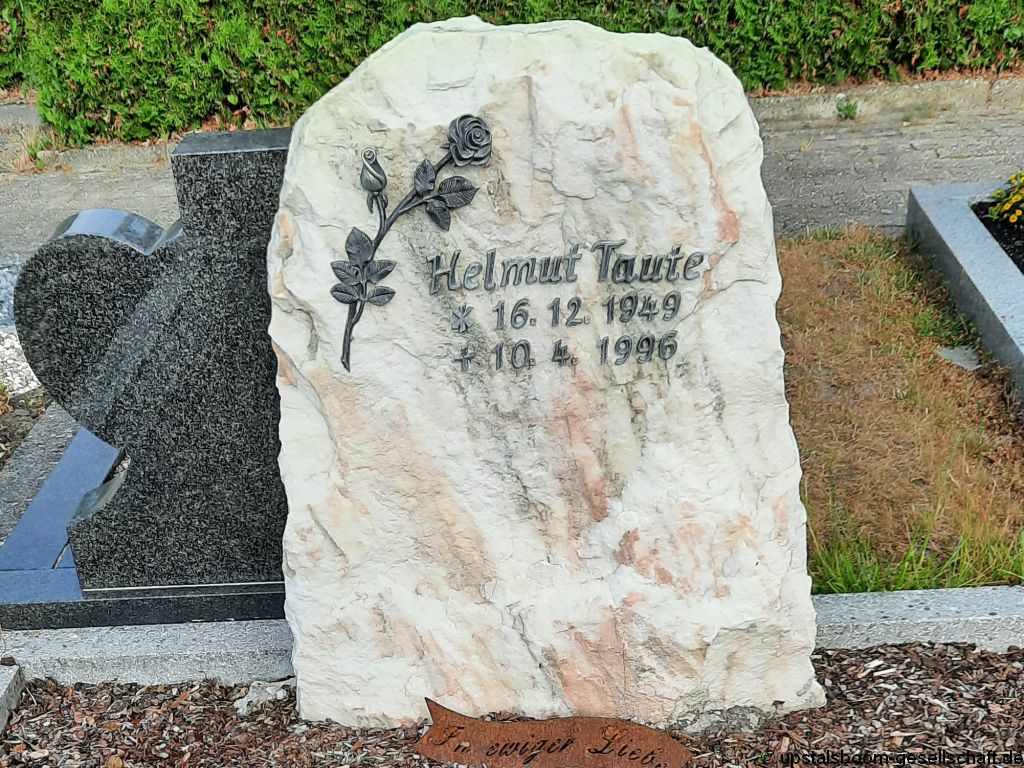 Helmut Taute
* 16. 12. 1949
+ 10. 4. 1996
In ewiger Liebe
© upstalsboom-gesellschaft.de